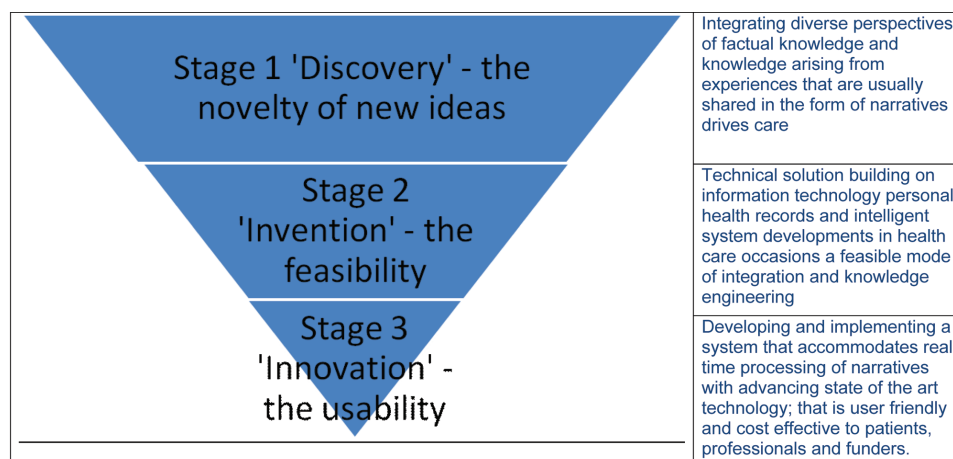 Stage 1 'Discovery' - the
novelty of new ideas
Integrating diverse perspectives
of factual knowledge and
knowledge arising from
experiences that are usually
shared in the form of narratives
drives care
Stage 2
'Invention' - the
feasibility
Technical solution building on
information technology personal
health records and intelligent
system developments in health
care occasions a feasible mode
of integration and knowledge
engineering
Stage 3
'Innovation' -
the usability
Developing and implementing a
system that accommodates real
time processing of narratives
with advancing state of the art
technology; that is user friendly
and cost effective to patients,
professionals and funders.